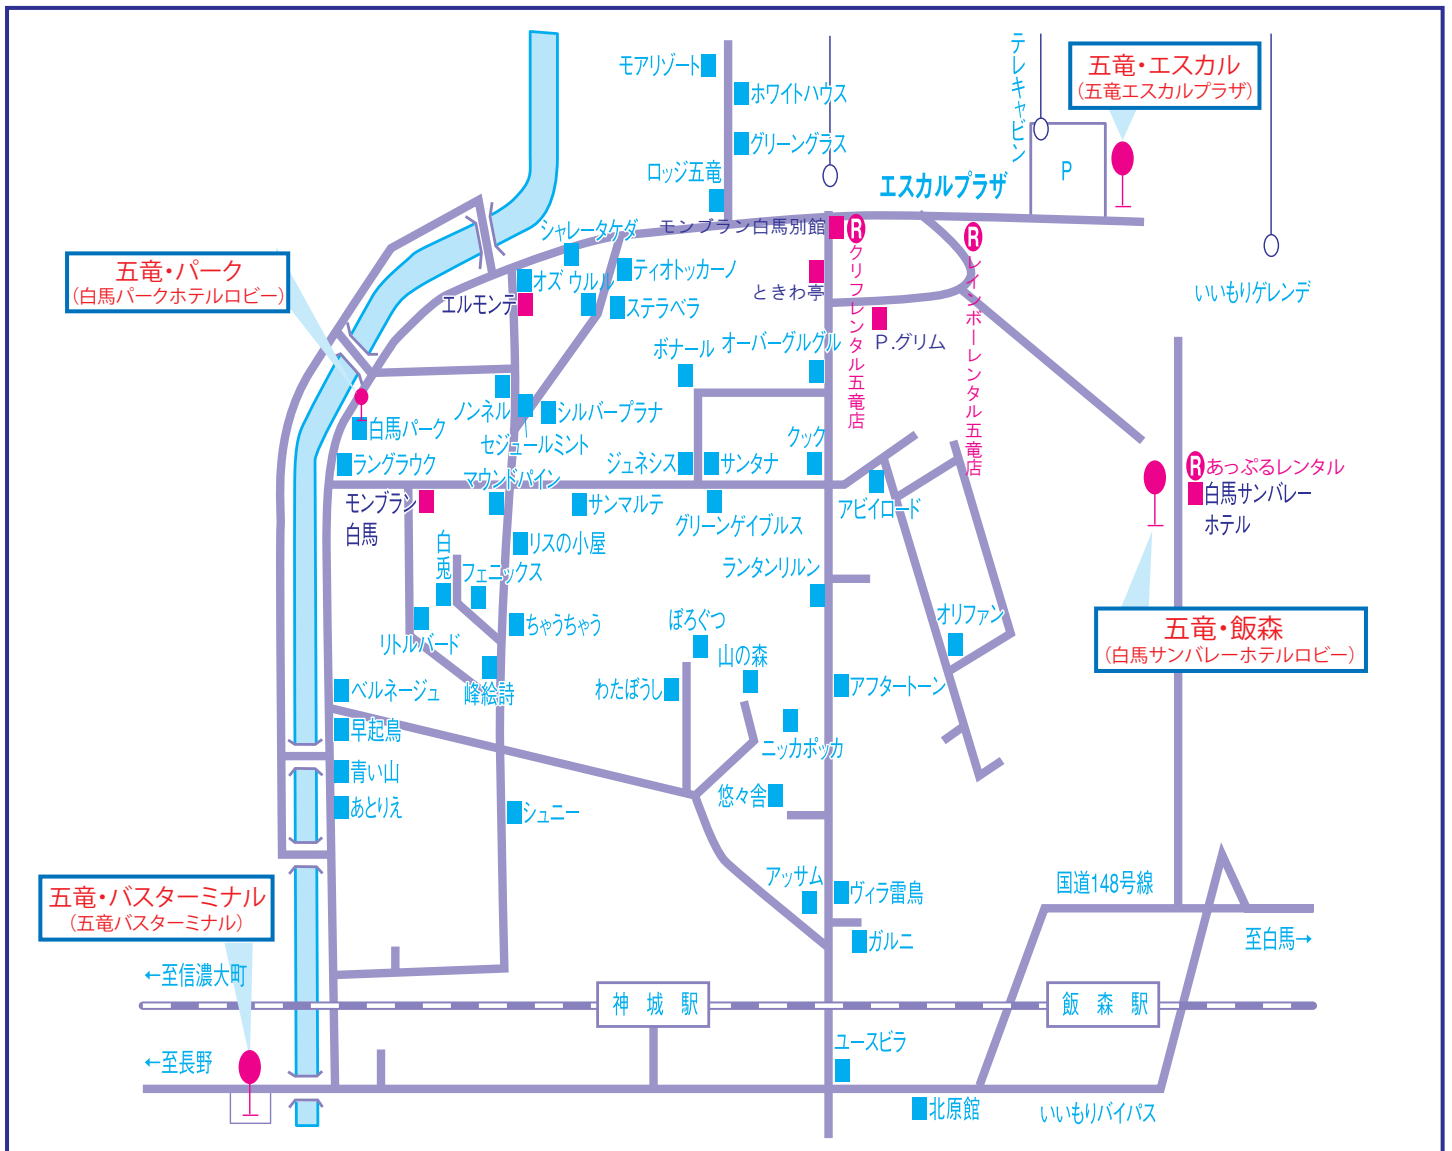 モアリゾート
ホワイトハウス
グリーングラス
ロッジ五竜
テレキャビン
五竜・エスカル
(五竜エスカルプラザ)
P
エスカルプラザ
シャレータケダ
モンブラン白馬別館
R
クリフレンタル五竜店
R
レインボーレンタル五竜店
五竜・パーク
(白馬パークホテルロビー)
オズ
ウルル
ティオトッカーノ
エルモンテ
ステラベラ
ときわ亭
P.グリム
いいもりゲレンデ
ボナール
オーバーグルグル
ノンネル
シルバープラナ
セジュールミント
白馬パーク
ラングラウク
マウンドパイン
ジュネシス
サンタナ
クック
R
あっぷるレンタル
白馬サンバレー
ホテル
モンブラン
白馬
サンマルテ
グリーンゲイブルス
アビイロード
リスの小屋
白兎
フェニックス
ランタンリルン
ちゃうちゃう
リトルバード
ぽろぐつ
山の森
オリファン
五竜・飯森
(白馬サンバレーホテルロビー)
峰絵詩
わたぼうし
アフタートーン
ベルネージュ
早起鳥
青い山
あとりえ
ニッカポッカ
悠々舎
シュニー
アッサム
ヴィラ雷鳥
ガルニ
国道148号線
至白馬→
五竜・バスターミナル
(五竜バスターミナル)
←至信濃大町
神城駅
飯森駅
←至長野
ユースビラ
北原館
いいもりバイパス